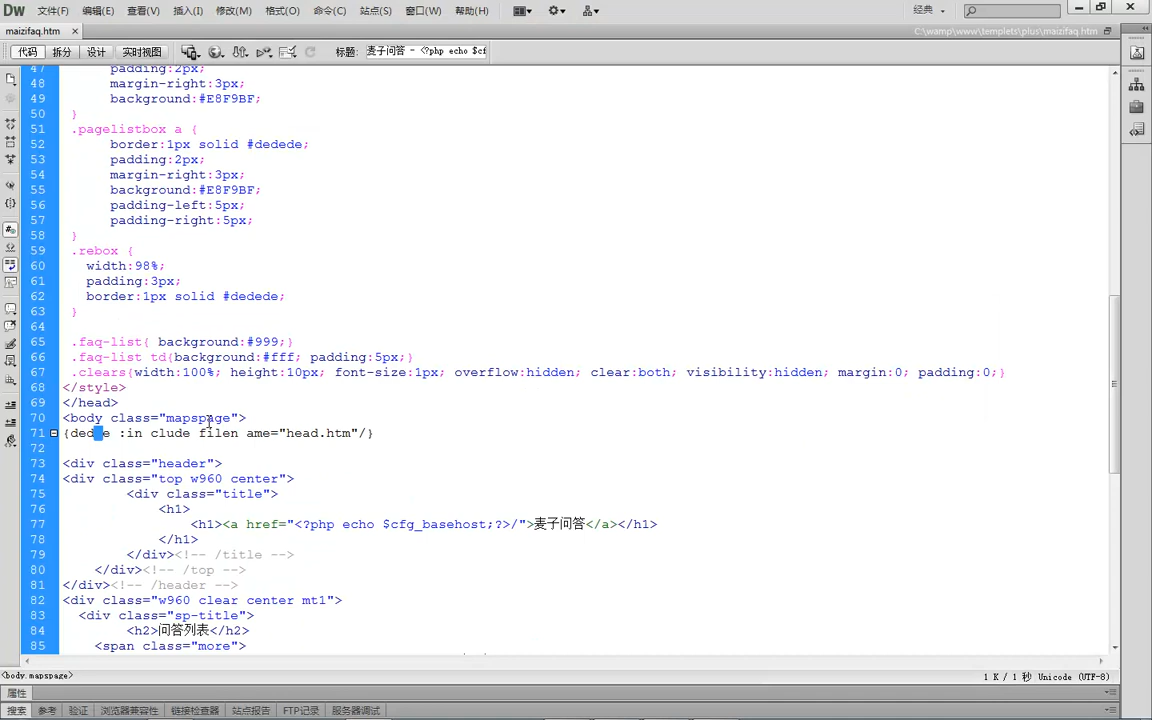 Dw 文件(F) 编辑(E) 查看(V) 插入(I) 修改(M) 格式(O) 命令(C) 站点(S) 窗口(W) 帮助(H) 经典
maizifaq.htm × C:\wamp\www\templets\plus\maizifaq.htm
代码 拆分 设计 实时视图 标题: 麦子问答 - <?php echo $cf
47 padding:2px;
48 margin-right:3px;
49 background:#E8F9BF;
50 }
51 .pagelistbox a {
52 border:1px solid #dedede;
53 padding:2px;
54 margin-right:3px;
55 background:#E8F9BF;
56 padding-left:5px;
57 padding-right:5px;
58 }
59 .rebox {
60 width:98%;
61 padding:3px;
62 border:1px solid #dedede;
63 }
64
65 .faq-list{ background:#999;}
66 .faq-list td{background:#fff; padding:5px;}
67 .clears{width:100%; height:10px; font-size:1px; overflow:hidden; clear:both; visibility:hidden; margin:0; padding:0;}
68 </style>
69 </head>
70 <body class="mapspage">
71 {ded e :in clude filen ame="head.htm"/}
72
73 <div class="header">
74 <div class="top w960 center">
75 <div class="title">
76 <h1>
77 <h1><a href="<?php echo $cfg_basehost;?>/">麦子问答</a></h1>
78 </h1>
79 </div><!-- /title -->
80 </div><!-- /top -->
81 </div><!-- /header -->
82 <div class="w960 clear center mt1">
83 <div class="sp-title">
84 <h2>问答列表</h2>
85 <span class="more">
<body.mapspage> 1 K / 1 秒 Unicode (UTF-8)
属性
搜索 参考 验证 浏览器兼容性 链接检查器 站点报告 FTP记录 服务器调试